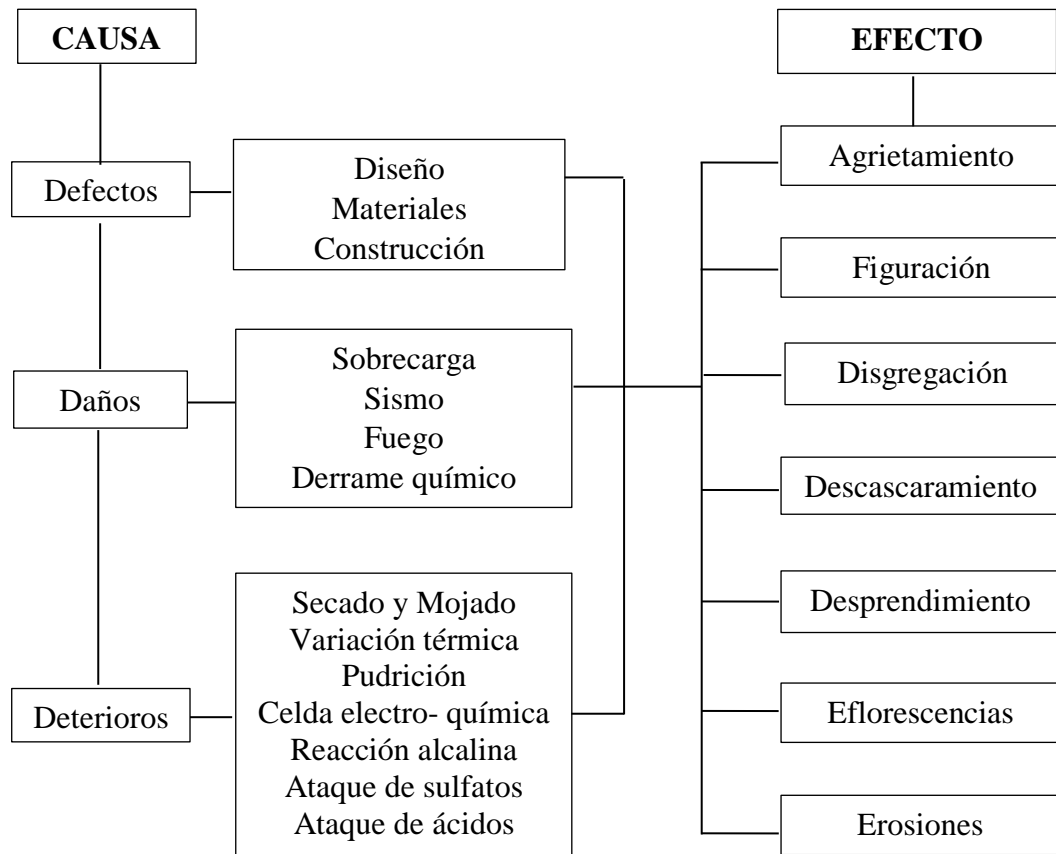 CAUSA
EFECTO
Defectos
Diseño
Materiales
Construcción
Daños
Sobrecarga
Sismo
Fuego
Derrame químico
Deterioros
Secado y Mojado
Variación térmica
Pudrición
Celda electro- química
Reacción alcalina
Ataque de sulfatos
Ataque de ácidos
Agrietamiento
Figuración
Disgregación
Descascaramiento
Desprendimiento
Eflorescencias
Erosiones